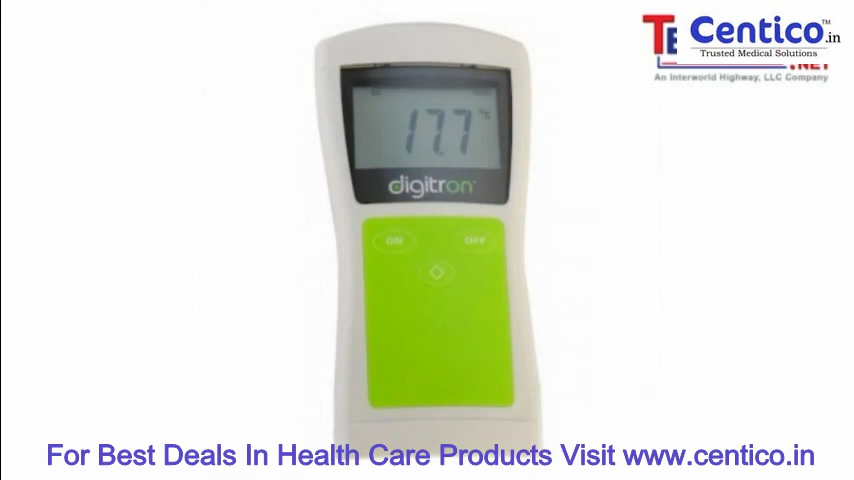 Centico™.in
Trusted Medical Solutions
.NET
An Interworld Highway, LLC Company
17.7 °C
digitron
ON OFF
For Best Deals In Health Care Products Visit www.centico.in